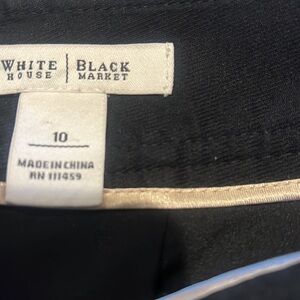 WHITE | BLACK
HOUSE | MARKET
10
MADE IN CHINA
RN 111459